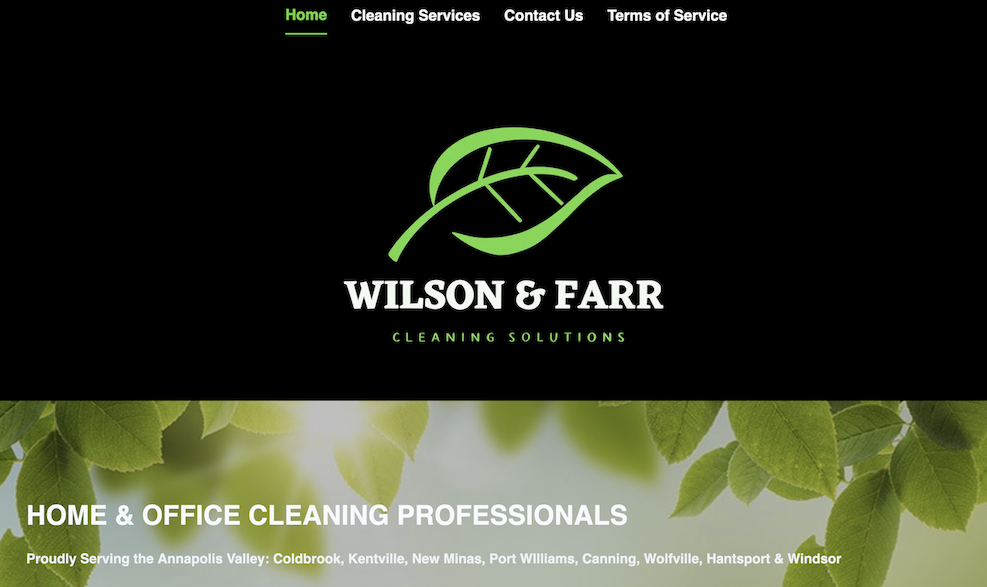 Home Cleaning Services Contact Us Terms of Service
WILSON & FARR
CLEANING SOLUTIONS
HOME & OFFICE CLEANING PROFESSIONALS
Proudly Serving the Annapolis Valley: Coldbrook, Kentville, New Minas, Port WIlliams, Canning, Wolfville, Hantsport & Windsor